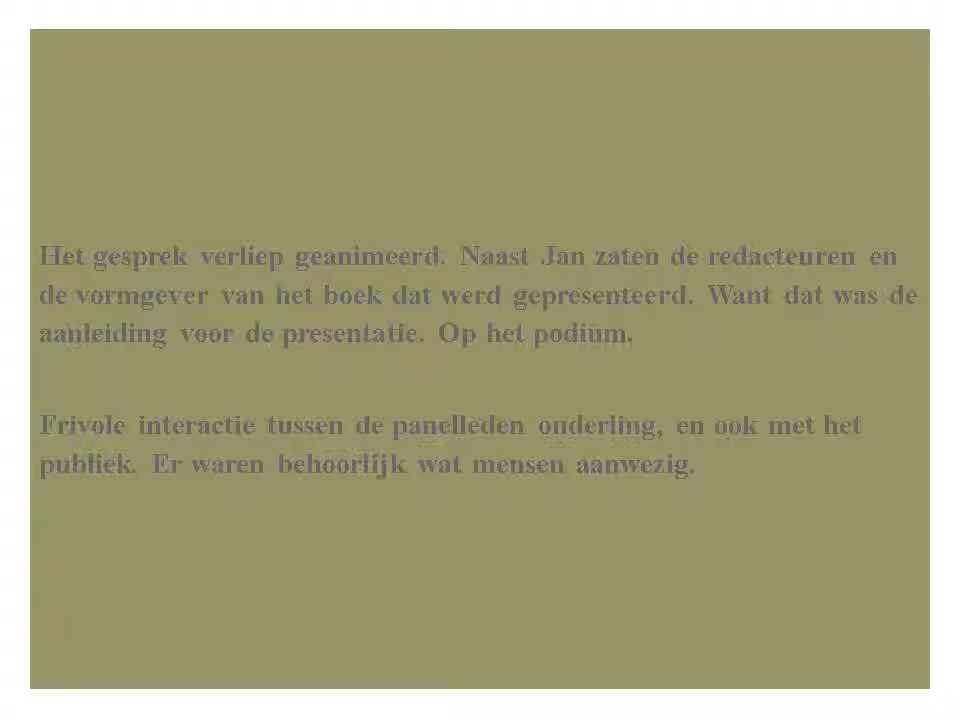 Het gesprek verliep geanimeerd. Naast Jan zaten de redacteuren en
de vormgever van het boek dat werd gepresenteerd. Want dat was de
aanleiding voor de presentatie. Op het podium.
Frivole interactie tussen de panelleden onderling, en ook met het
publiek. Er waren behoorlijk wat mensen aanwezig.